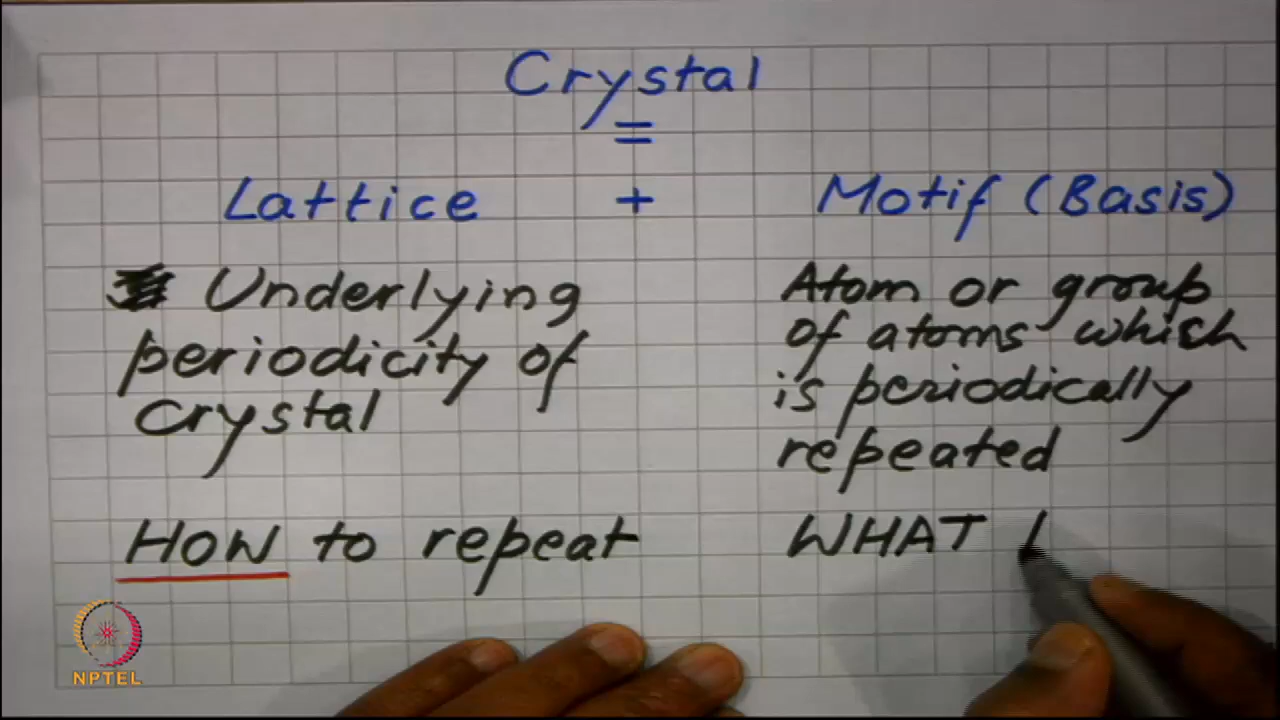 Crystal
=
Lattice + Motif (Basis)
Underlying
periodicity of
crystal
Atom or group
of atoms which
is periodically
repeated
HOW to repeat
WHAT
NPTEL